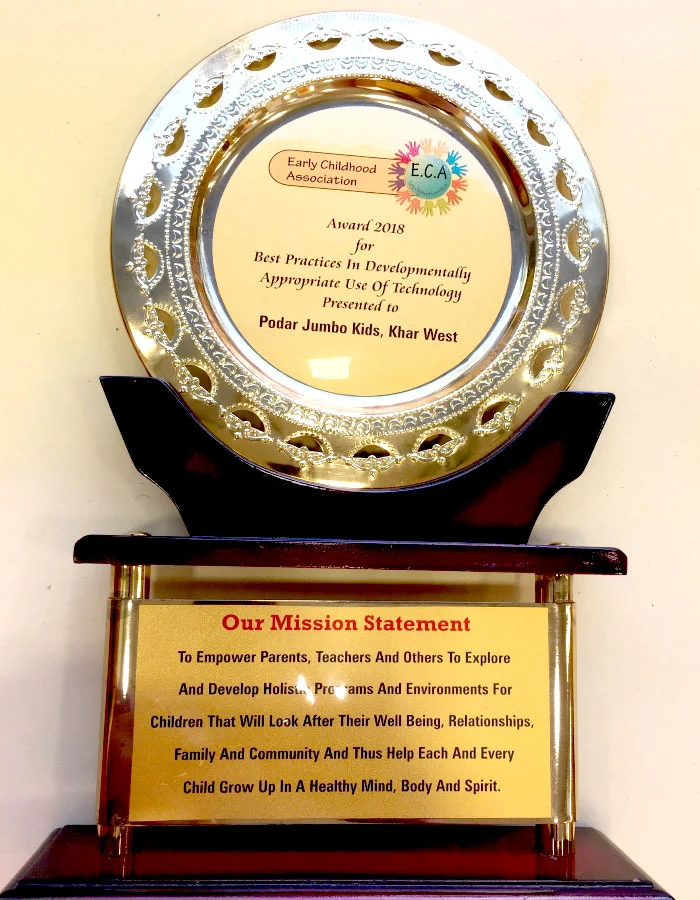 Early Childhood
Association
E.C.A
Award 2018
for
Best Practices In Developmentally
Appropriate Use Of Technology
Presented to
Podar Jumbo Kids, Khar West
Our Mission Statement
To Empower Parents, Teachers And Others To Explore
And Develop Holistic Programs And Environments For
Children That Will Look After Their Well Being, Relationships,
Family And Community And Thus Help Each And Every
Child Grow Up In A Healthy Mind, Body And Spirit.